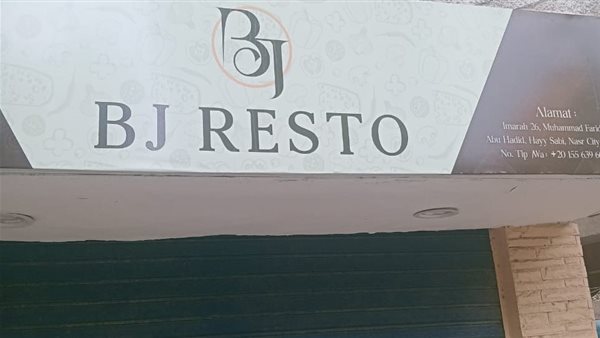 BJ
BJ RESTO
Alamat :
Imarah 26, Muhammad Farid
Abu Hadid, Hayy Sabi, Nasr City
No. Tlp /Wa : +20 155 639 6